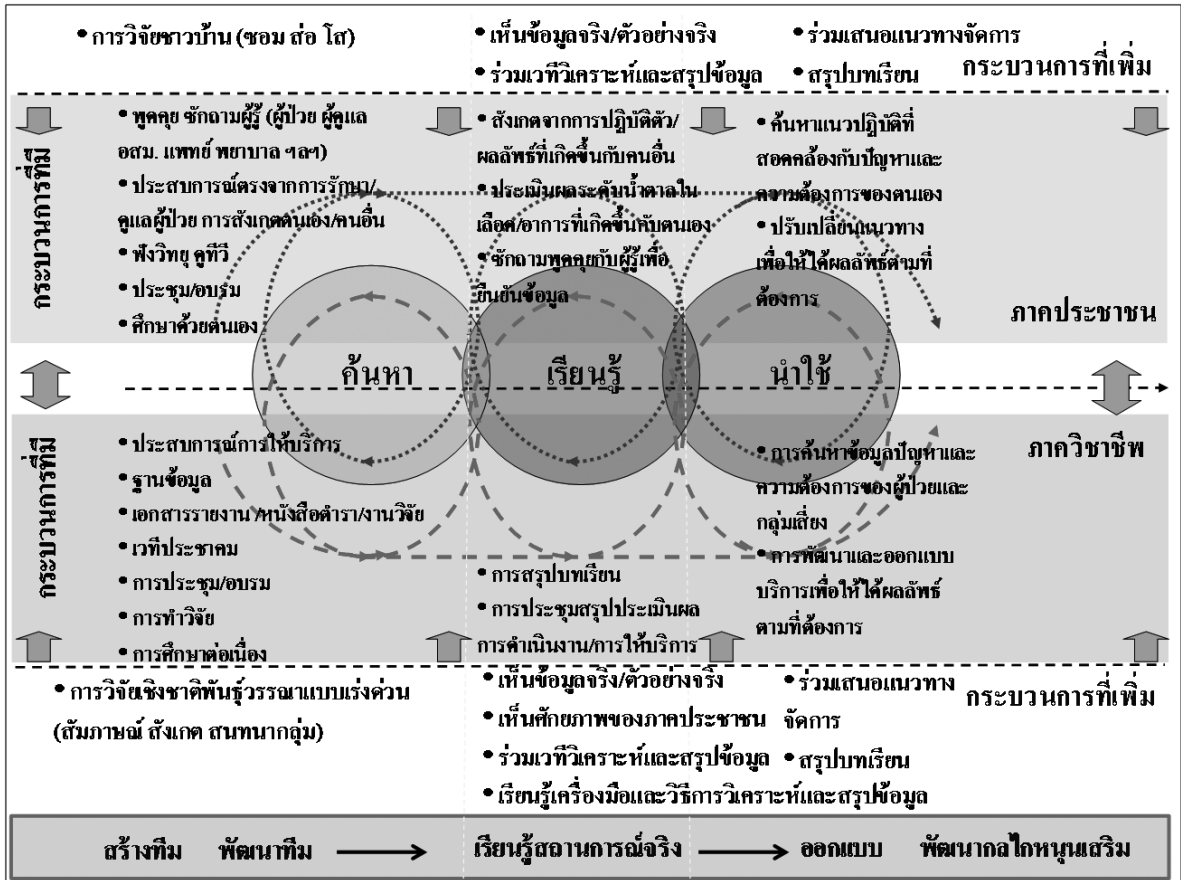 • การวิจัยชาวบ้าน (ซอม ส่อ โส)
• เห็นข้อมูลจริง/ตัวอย่างจริง
• ร่วมเวทีวิเคราะห์และสรุปข้อมูล
• ร่วมเสนอแนวทางจัดการ
• สรุปบทเรียน
กระบวนการที่เพิ่ม
กระบวนการที่มี
• พูดคุย ซักถามผู้รู้ (ผู้ป่วย ผู้ดูแล
อสม. แพทย์ พยาบาล ฯลฯ)
• ประสบการณ์ตรงจากการรักษา/
ดูแลผู้ป่วย การสังเกตตนเอง/คนอื่น
• ฟังวิทยุ ดูทีวี
• ประชุม/อบรม
• ศึกษาด้วยตนเอง
• สังเกตจากการปฏิบัติตัว/
ผลลัพธ์ที่เกิดขึ้นกับคนอื่น
• ประเมินผลระดับน้ำตาลใน
เลือด/อาการที่เกิดขึ้นกับตนเอง
• ซักถามพูดคุยกับผู้รู้เพื่อ
ยืนยันข้อมูล
• ค้นหาแนวปฏิบัติที่
สอดคล้องกับปัญหาและ
ความต้องการของตนเอง
• ปรับเปลี่ยนแนวทาง
เพื่อให้ได้ผลลัพธ์ตามที่
ต้องการ
ภาคประชาชน
ค้นหา
เรียนรู้
นำใช้
กระบวนการที่มี
• ประสบการณ์การให้บริการ
• ฐานข้อมูล
• เอกสารรายงาน /หนังสือตำรา/งานวิจัย
• เวทีประชาคม
• การประชุม/อบรม
• การทำวิจัย
• การศึกษาต่อเนื่อง
• การสรุปบทเรียน
• การประชุมสรุปประเมินผล
การดำเนินงาน/การให้บริการ
ภาควิชาชีพ
• การค้นหาข้อมูลปัญหาและ
ความต้องการของผู้ป่วยและ
กลุ่มเสี่ยง
• การพัฒนาและออกแบบ
บริการเพื่อให้ได้ผลลัพธ์
ตามที่ต้องการ
• การวิจัยเชิงชาติพันธุ์วรรณาแบบเร่งด่วน
(สัมภาษณ์ สังเกต สนทนากลุ่ม)
• เห็นข้อมูลจริง/ตัวอย่างจริง
• เห็นศักยภาพของภาคประชาชน
• ร่วมเวทีวิเคราะห์และสรุปข้อมูล
• เรียนรู้เครื่องมือและวิธีการวิเคราะห์และสรุปข้อมูล
• ร่วมเสนอแนวทาง
จัดการ
• สรุปบทเรียน
กระบวนการที่เพิ่ม
สร้างทีม พัฒนาทีม
เรียนรู้สถานการณ์จริง
ออกแบบ พัฒนากลไกหนุนเสริม